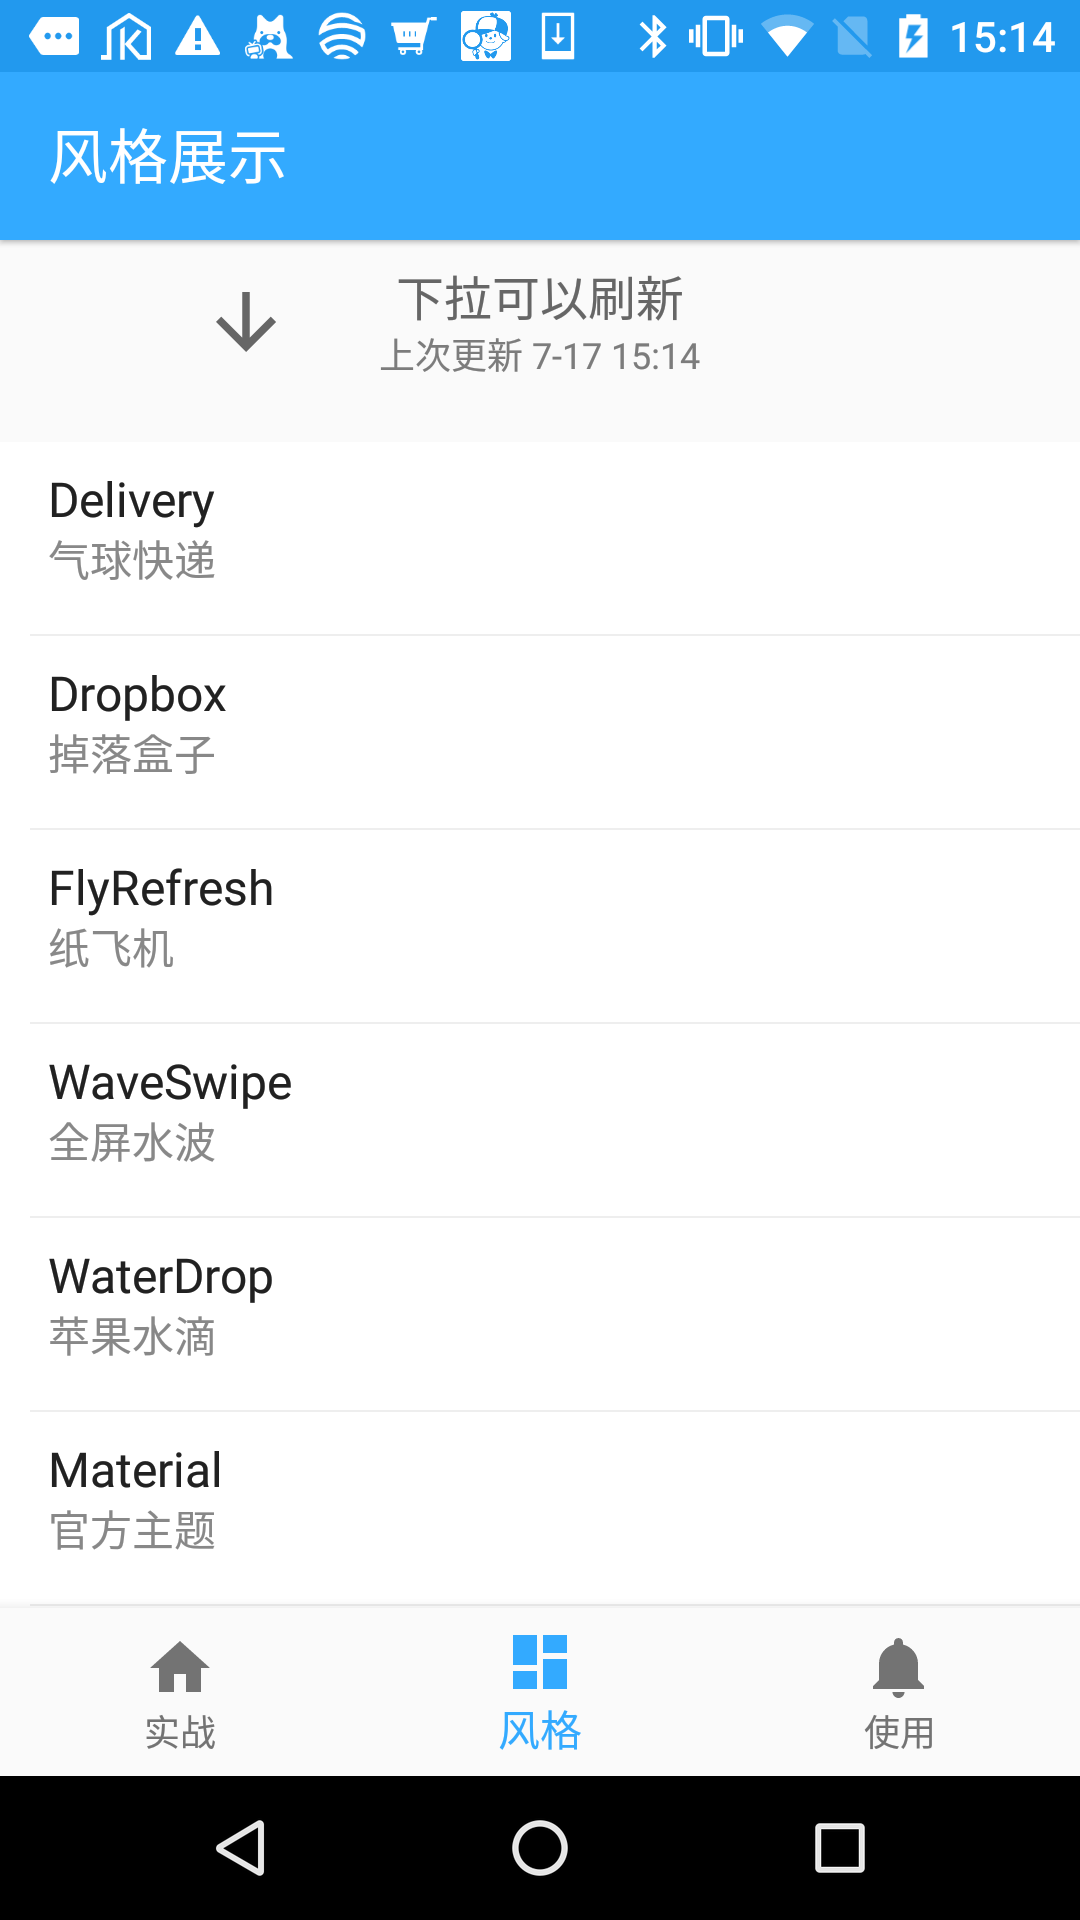 15:14
风格展示
下拉可以刷新
上次更新 7-17 15:14
Delivery
气球快递
Dropbox
掉落盒子
FlyRefresh
纸飞机
WaveSwipe
全屏水波
WaterDrop
苹果水滴
Material
官方主题
实战
风格
使用